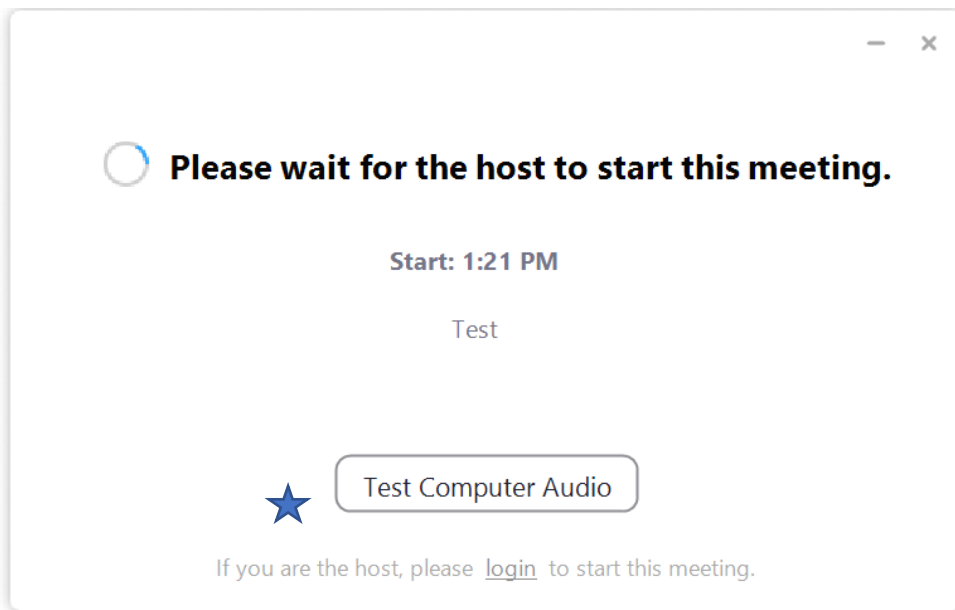 Please wait for the host to start this meeting.
Start: 1:21 PM
Test
Test Computer Audio
If you are the host, please login to start this meeting.